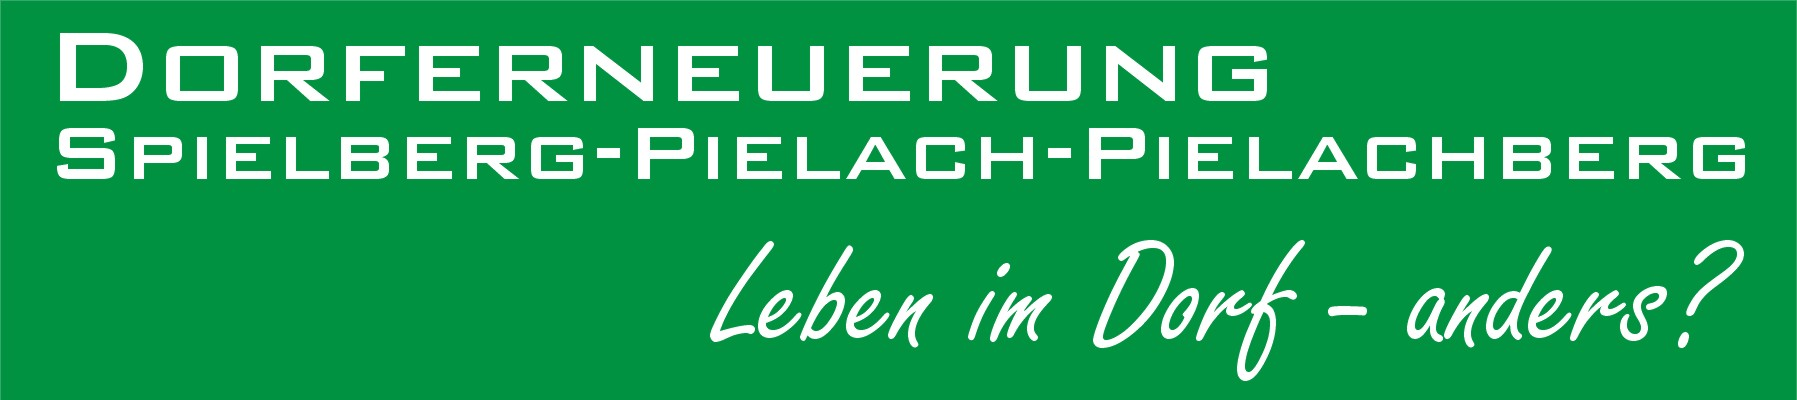 DORFERNEUERUNG
SPIELBERG-PIELACH-PIELACHBERG
Leben im Dorf - anders?